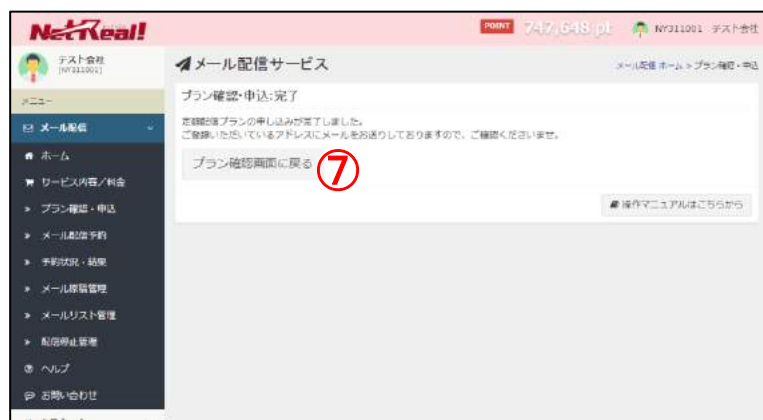 NetReal!
POINT 747,648 pt NY311001 テスト会社
テスト会社
[NY311001]
メール配信サービス
メール配信 ホーム > プラン確認・申込
メニュー
プラン確認・申込:完了
メール配信
定額配信プランの申し込みが完了しました。
ご登録いただいているアドレスにメールをお送りしておりますので、ご確認くださいませ。
ホーム
プラン確認画面に戻る
⑦
サービス内容/料金
プラン確認・申込
操作マニュアルはこちらから
メール配信予約
予約状況・結果
メール原稿管理
メールリスト管理
配信停止管理
ヘルプ
お問い合わせ